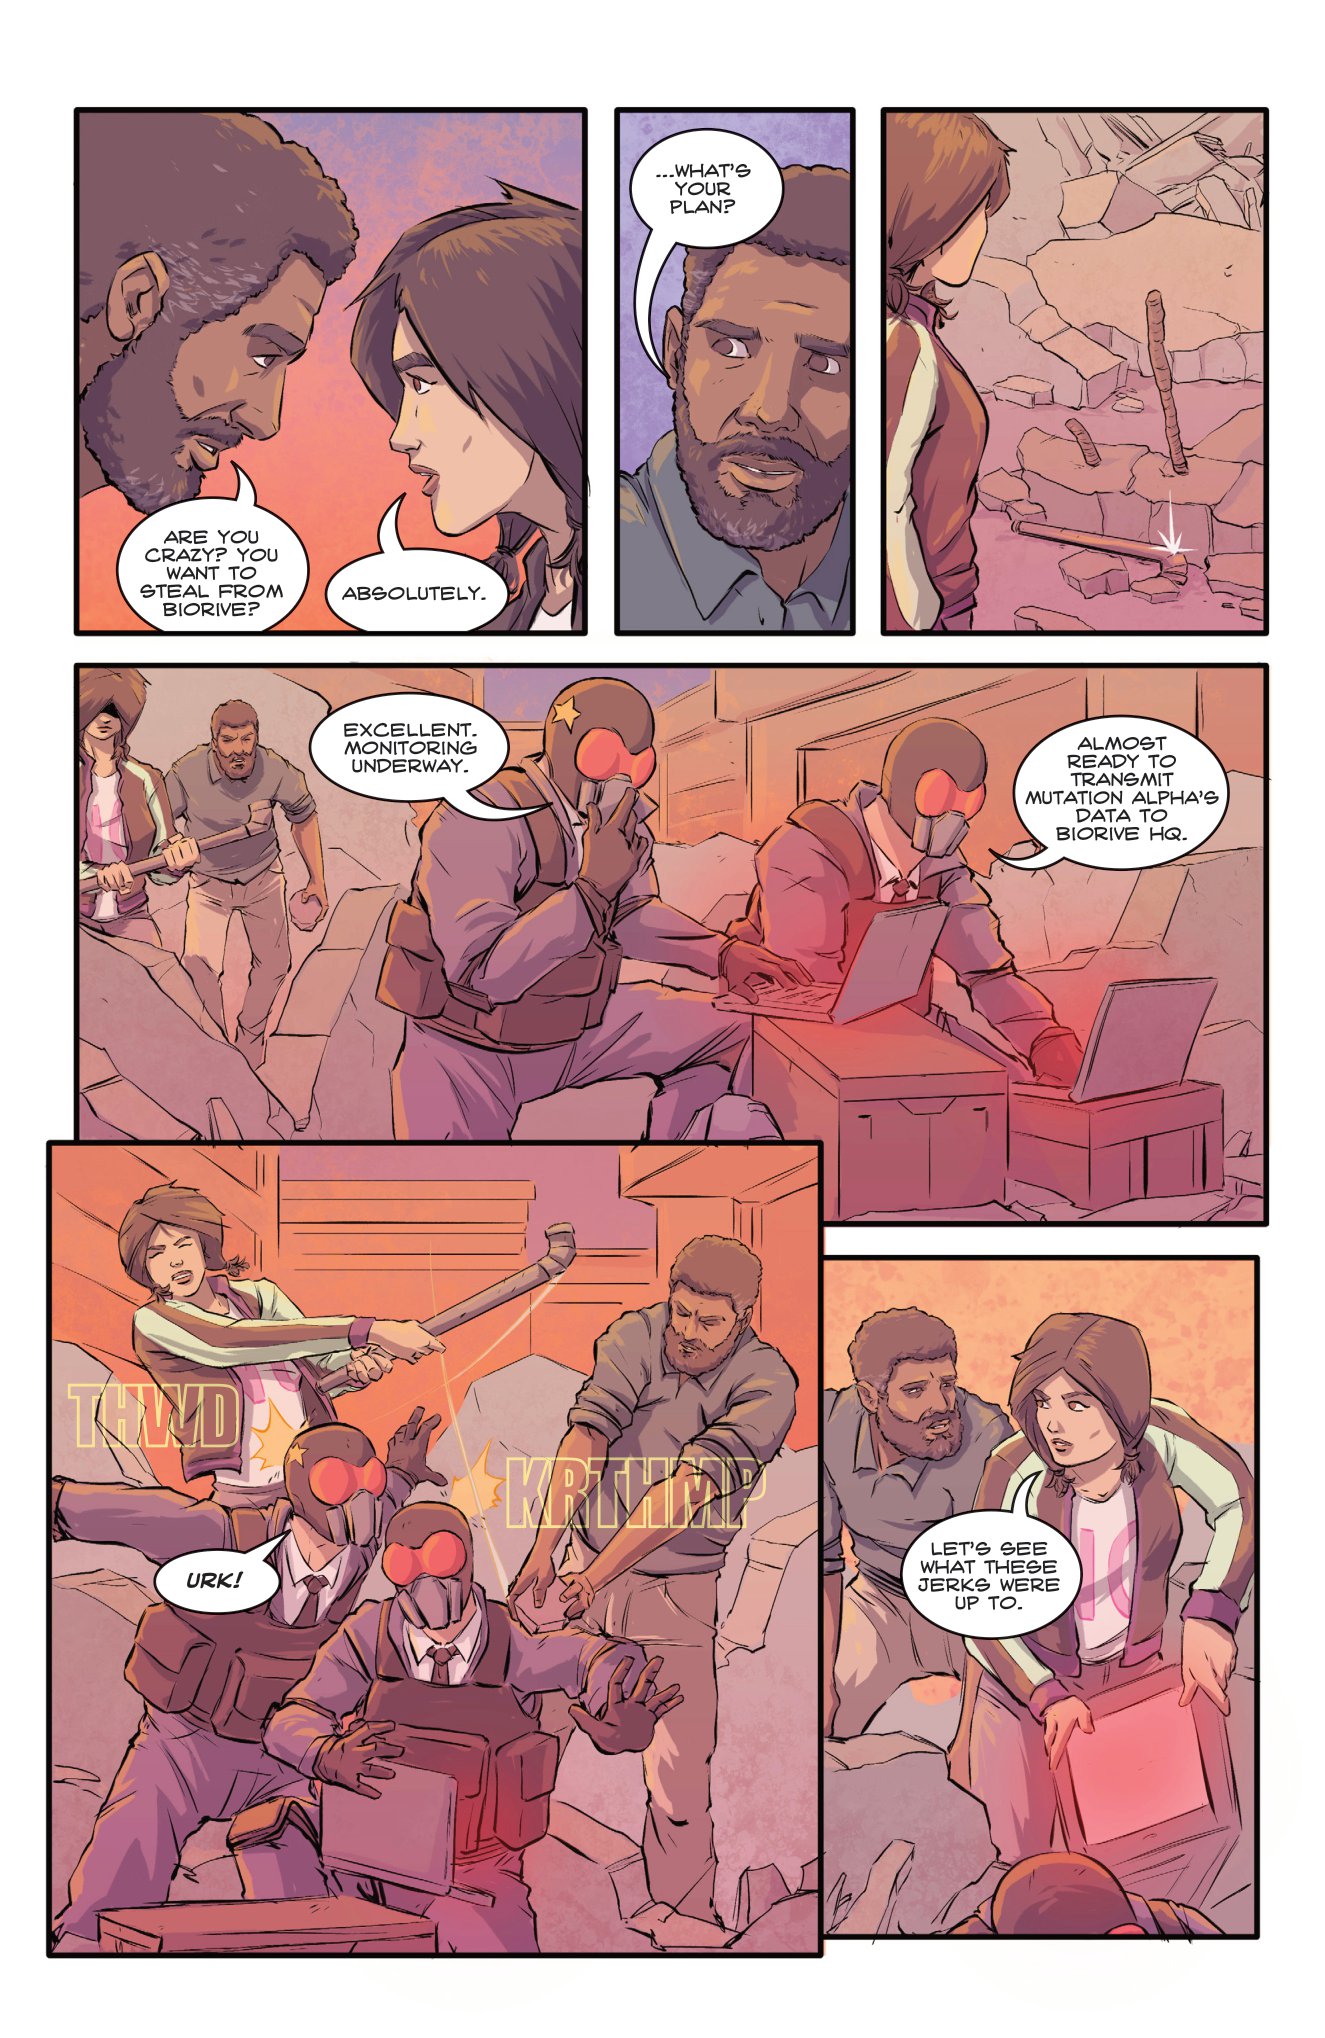 ARE YOU
CRAZY? YOU
WANT TO
STEAL FROM
BIORIVE?
ABSOLUTELY.
...WHAT'S
YOUR
PLAN?
EXCELLENT.
MONITORING
UNDERWAY.
ALMOST
READY TO
TRANSMIT
MUTATION ALPHA'S
DATA TO
BIORIVE HQ.
THWD
KRTHMP
URK!
LET'S SEE
WHAT THESE
JERKS WERE
UP TO.